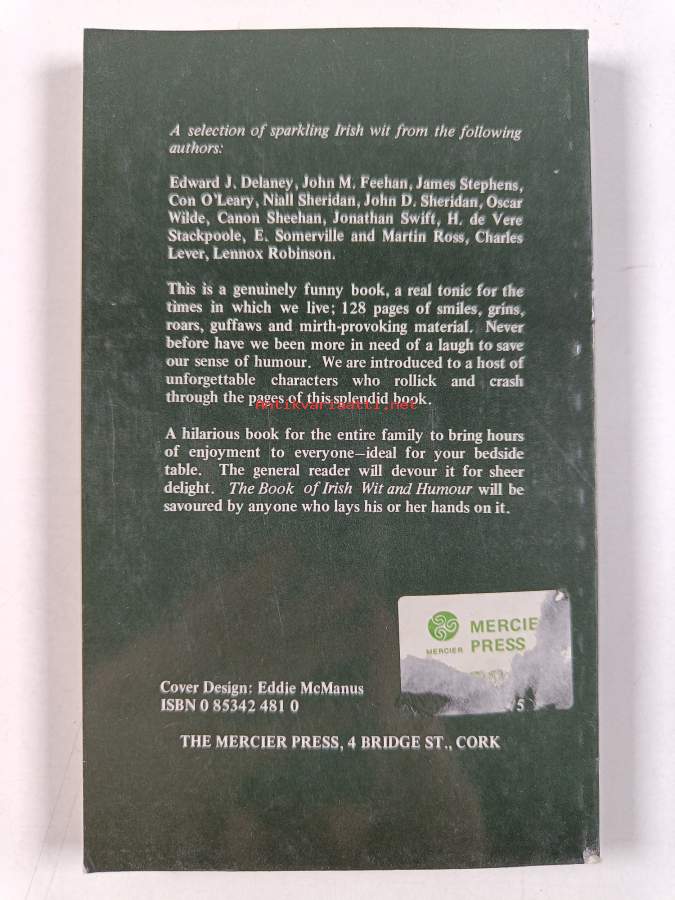 A selection of sparkling Irish wit from the following
authors:
Edward J. Delaney, John M. Feehan, James Stephens,
Con O'Leary, Niall Sheridan, John D. Sheridan, Oscar
Wilde, Canon Sheehan, Jonathan Swift, H. de Vere
Stackpoole, E. Somerville and Martin Ross, Charles
Lever, Lennox Robinson.
This is a genuinely funny book, a real tonic for the
times in which we live; 128 pages of smiles, grins,
roars, guffaws and mirth-provoking material. Never
before have we been more in need of a laugh to save
our sense of humour. We are introduced to a host of
unforgettable characters who rollick and crash
through the pages of this splendid book.
Antikvariaatti.net
A hilarious book for the entire family to bring hours
of enjoyment to everyone—ideal for your bedside
table. The general reader will devour it for sheer
delight. The Book of Irish Wit and Humour will be
savoured by anyone who lays his or her hands on it.
MERCIE
MERCIER PRESS
5
Cover Design: Eddie McManus
ISBN 0 85342 481 0
THE MERCIER PRESS, 4 BRIDGE ST., CORK